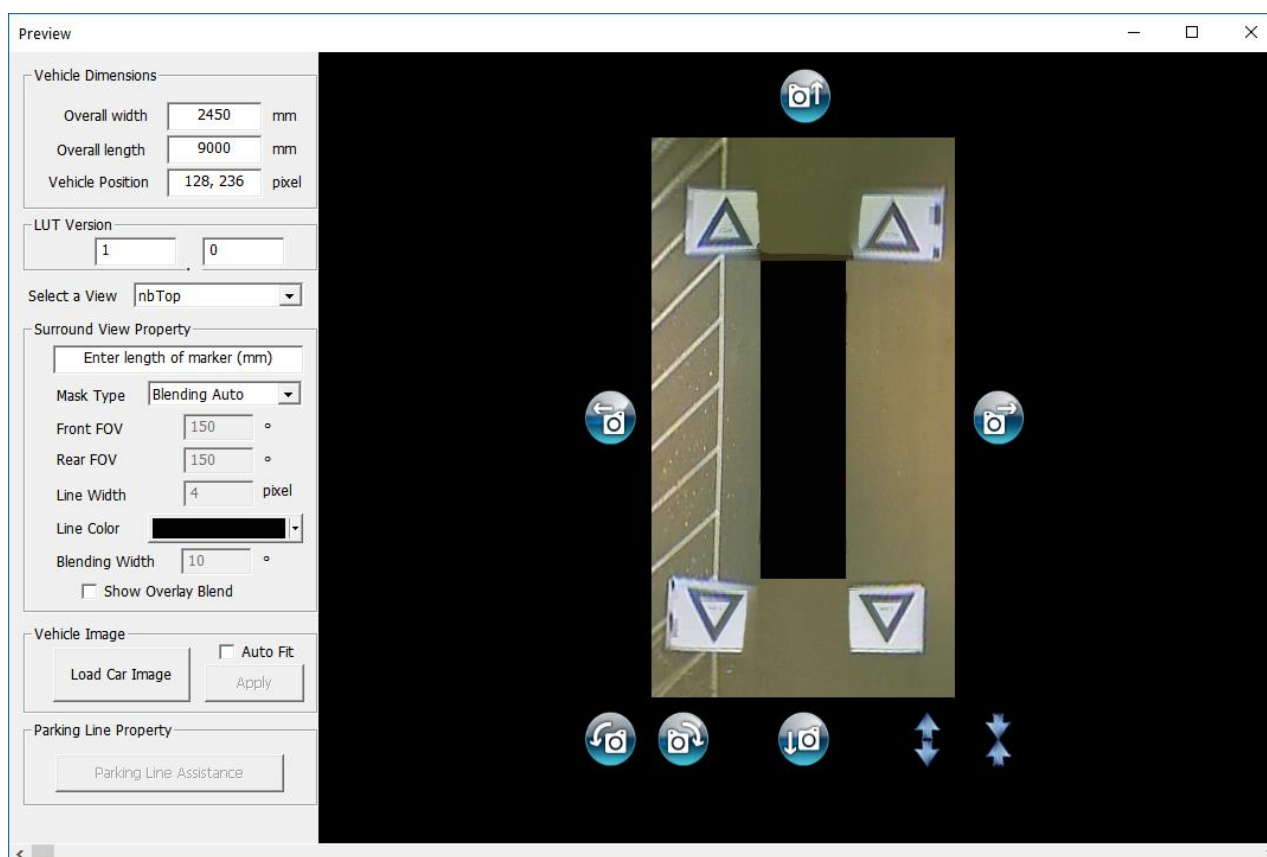 Preview
Vehicle Dimensions
Overall width 2450 mm
Overall length 9000 mm
Vehicle Position 128, 236 pixel
LUT Version
1 . 0
Select a View nbTop
Surround View Property
Enter length of marker (mm)
Mask Type Blending Auto
Front FOV 150 °
Rear FOV 150 °
Line Width 4 pixel
Line Color
Blending Width 10 °
Show Overlay Blend
Vehicle Image
Auto Fit
Load Car Image
Apply
Parking Line Property
Parking Line Assistance